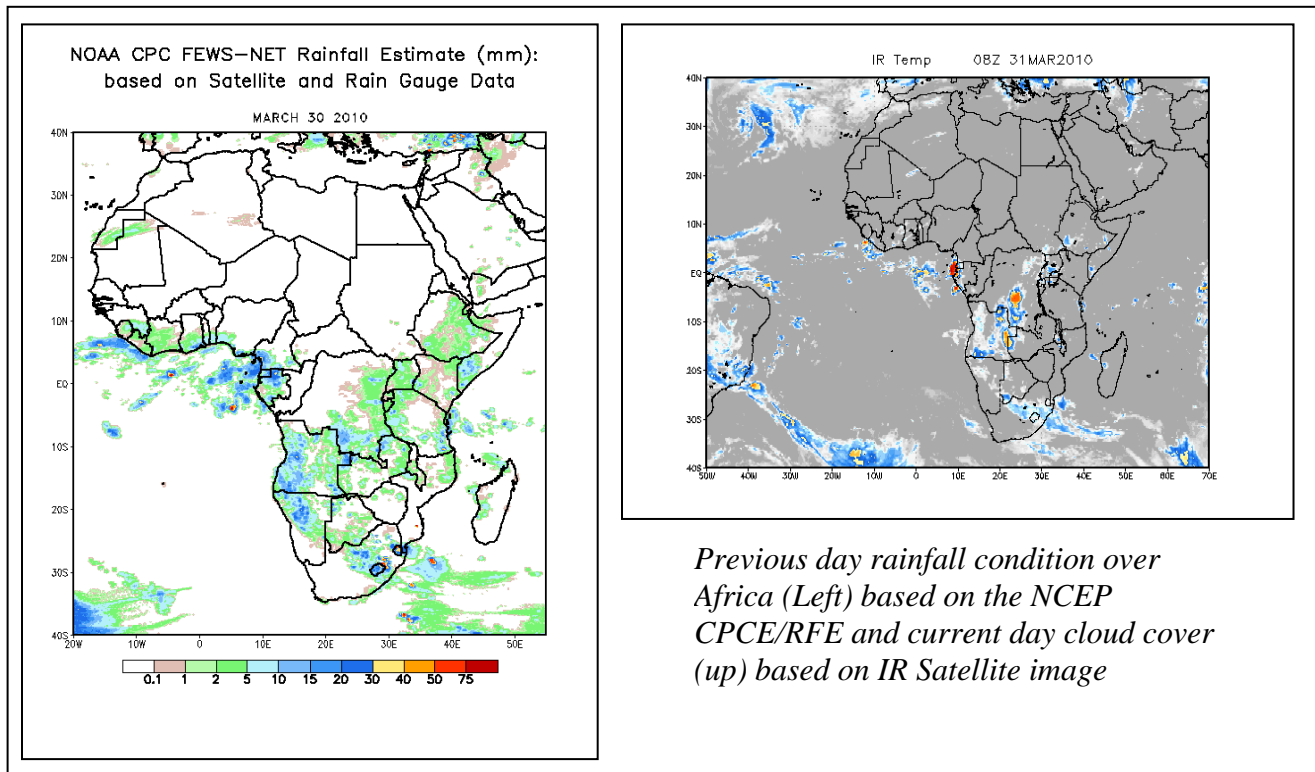 NOAA CPC FEWS-NET Rainfall Estimate (mm):
based on Satellite and Rain Gauge Data
MARCH 30 2010
40N
30N
20N
10N
EQ
10S
20S
30S
40S
20W 10W 0 10E 20E 30E 40E 50E
0.1 1 2 5 10 15 20 30 40 50 75
IR Temp 08Z 31MAR2010
40N
30N
20N
10N
EQ
10S
20S
30S
40S
50W 40W 30W 20W 10W 0 10E 20E 30E 40E 50E 60E 70E
Previous day rainfall condition over
Africa (Left) based on the NCEP
CPCE/RFE and current day cloud cover
(up) based on IR Satellite image